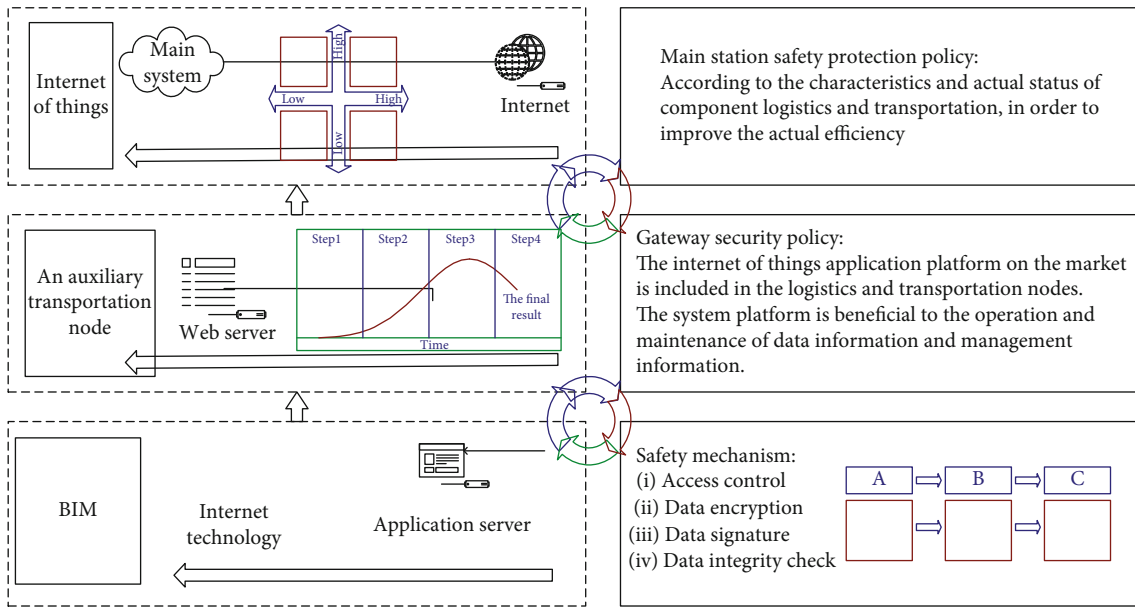 Internet
of things
Main
system
High
Low
High
Low
Internet
Main station safety protection policy:
According to the characteristics and actual status of
component logistics and transportation, in order to
improve the actual efficiency
An auxiliary
transportation
node
Web server
Step1
Step2
Step3
Step4
The final
result
Time
Gateway security policy:
The internet of things application platform on the market
is included in the logistics and transportation nodes.
The system platform is beneficial to the operation and
maintenance of data information and management
information.
BIM
Internet
technology
Application server
Safety mechanism:
(i) Access control
(ii) Data encryption
(iii) Data signature
(iv) Data integrity check
A
B
C